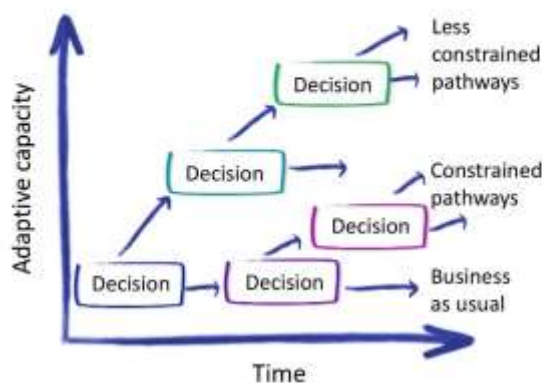 Less
constrained
pathways
Decision
Decision
Constrained
pathways
Decision
Decision
Decision
Business
as usual
Adaptive capacity
Time